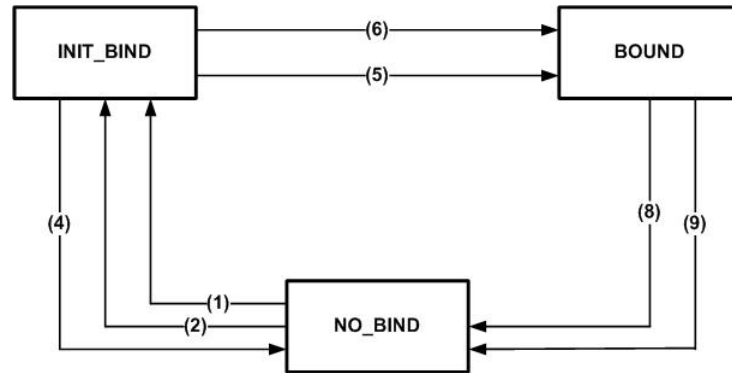 (6)
INIT_BIND
BOUND
(5)
(4)
(8)
(9)
(1)
(2)
NO_BIND